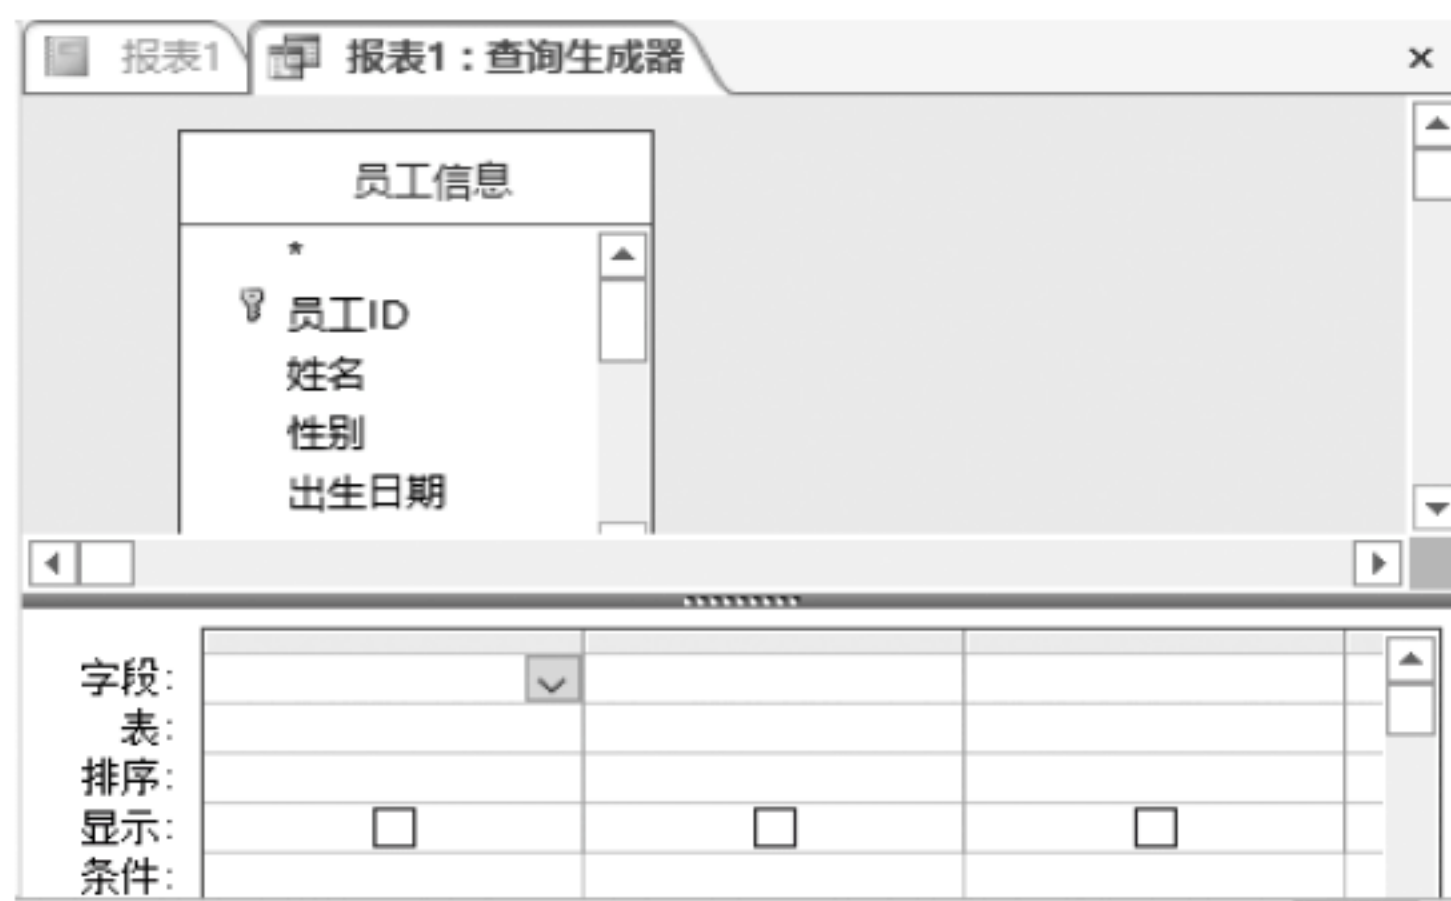 报表1
报表1：查询生成器
员工信息
*
员工ID
姓名
性别
出生日期
字段:
表:
排序:
显示:
条件: